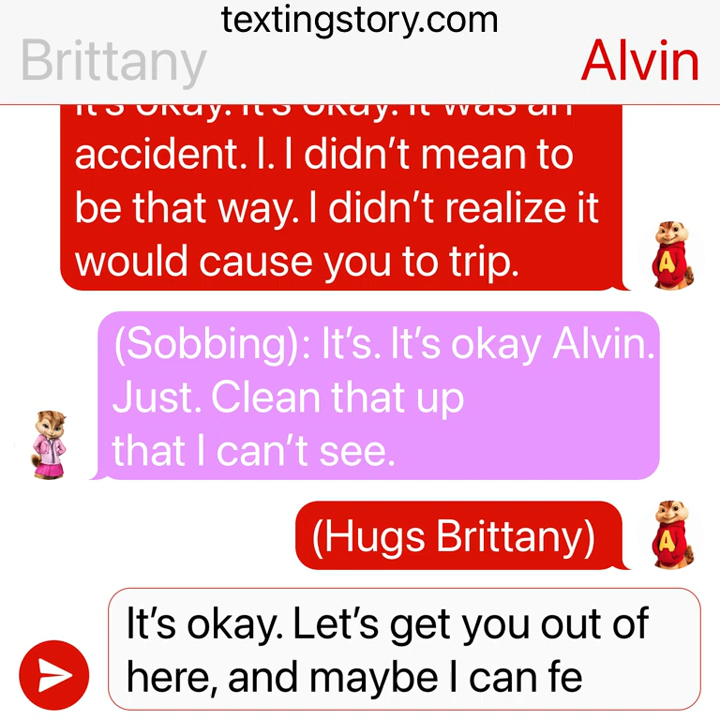 textingstory.com
Brittany
Alvin
It's okay. It's okay. It was an
accident. I. I didn't mean to
be that way. I didn't realize it
would cause you to trip.
A
(Sobbing): It's. It's okay Alvin.
Just. Clean that up
that I can't see.
(Hugs Brittany)
A
It's okay. Let's get you out of
here, and maybe I can fe